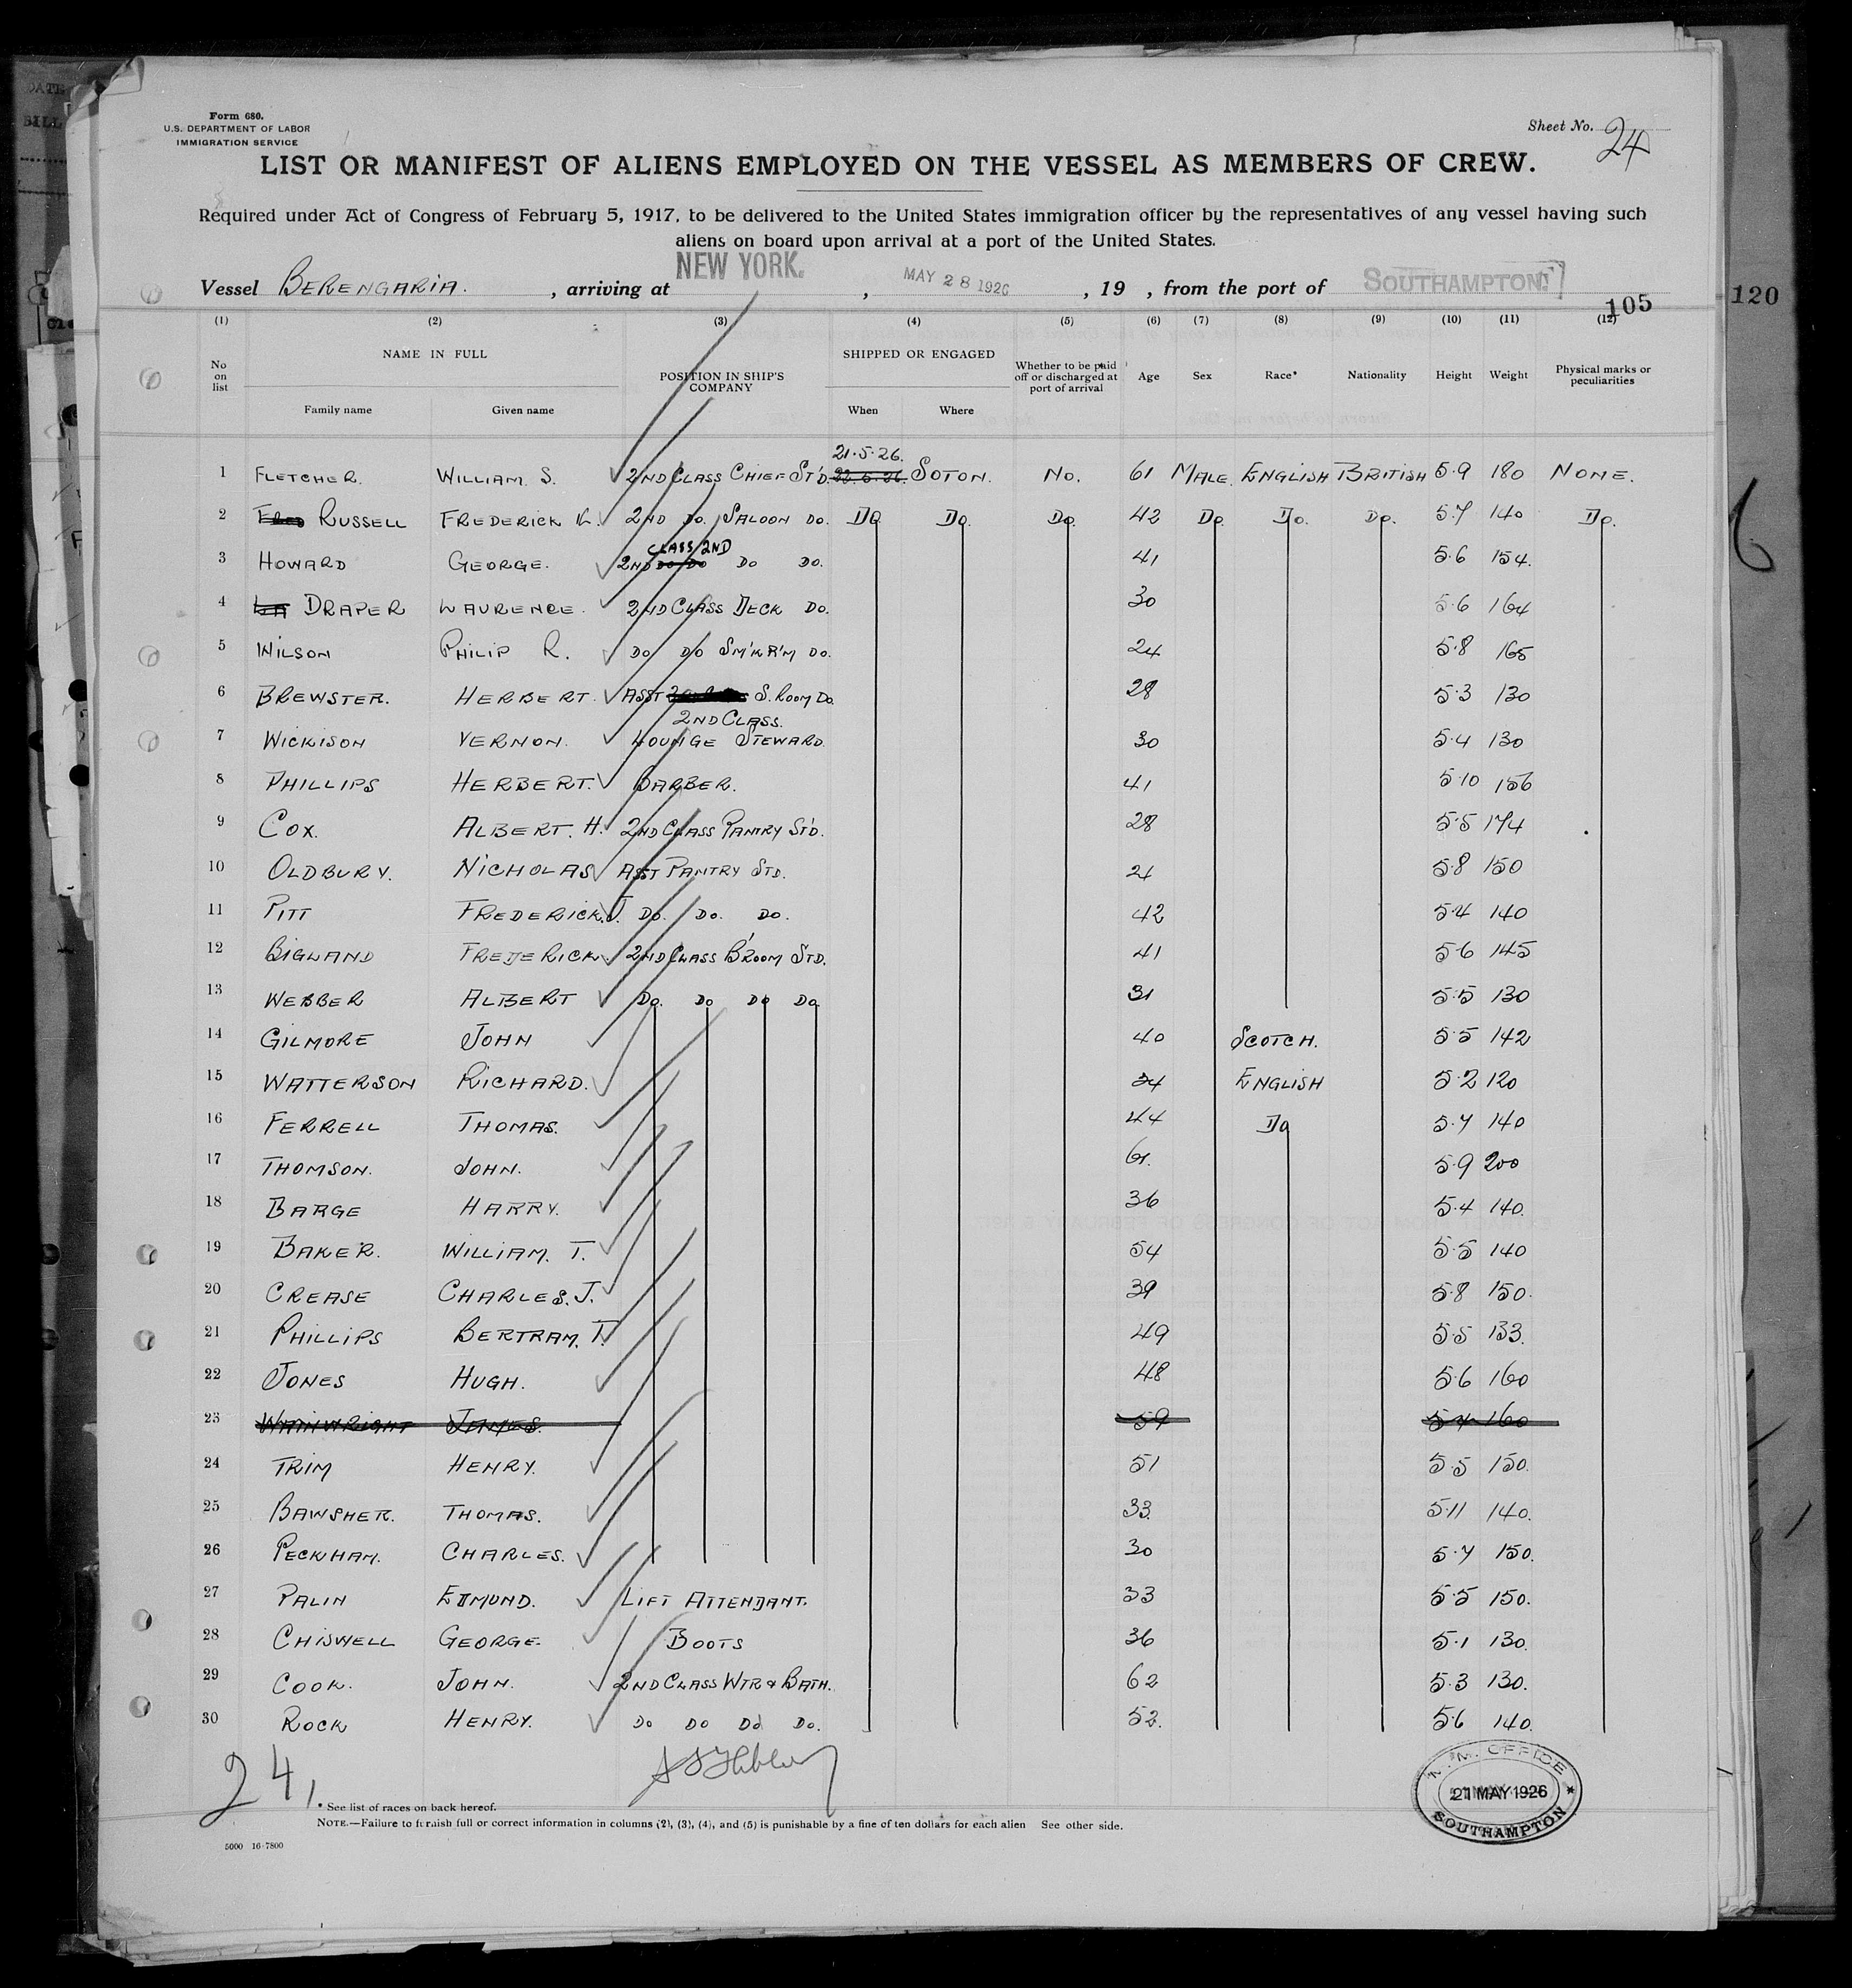 Form 680.
U.S. DEPARTMENT OF LABOR
IMMIGRATION SERVICE
Sheet No. 24
LIST OR MANIFEST OF ALIENS EMPLOYED ON THE VESSEL AS MEMBERS OF CREW.
Required under Act of Congress of February 5, 1917, to be delivered to the United States immigration officer by the representatives of any vessel having such
aliens on board upon arrival at a port of the United States.
Vessel BERENGARIA. , arriving at NEW YORK. , MAY 28 1926 , 19 , from the port of SOUTHAMPTON.
105
120
(1) (2) (3) (4) (5) (6) (7) (8) (9) (10) (11) (12)
No on list NAME IN FULL POSITION IN SHIP'S COMPANY SHIPPED OR ENGAGED Whether to be paid off or discharged at port of arrival Age Sex Race* Nationality Height Weight Physical marks or peculiarities
Family name Given name When Where
21.5.26.
1 FLETCHER. WILLIAM. S. 2ND CLASS CHIEF ST'D. 22.5.26. SOTON. No. 61 MALE. ENGLISH BRITISH 5.9 180 NONE.
2 RUSSELL FREDERICK K. 2ND Do. SALOON Do. Do Do. Do. 42 Do. Do. Do. 5.7 140 Do.
CLASS 2ND
3 HOWARD GEORGE. 2ND Do Do Do Do. 41 5.6 154.
4 LA DRAPER LAURENCE. 2ND CLASS DECK Do. 30 5.6 164
5 WILSON PHILIP R. Do Do SM'K R'M Do. 24 5.8 165
6 BREWSTER. HERBERT. ASST S. ROOM Do. 28 5.3 130
2ND CLASS.
7 WICKISON VERNON. LOUNGE STEWARD. 30 5.4 130
8 PHILLIPS HERBERT. BARBER. 41 5.10 156
9 COX. ALBERT. H. 2ND CLASS PANTRY ST'D. 28 5.5 174
10 OLDBURY. NICHOLAS ASST PANTRY STD. 21 5.8 150
11 PITT FREDERICK. J. Do. Do. Do. 42 5.4 140
12 BIGLAND FREDERICK. 2ND CLASS B'ROOM STD. 41 5.6 145
13 WEBBER ALBERT Do. Do Do Do 31 5.5 130
14 GILMORE JOHN 40 SCOTCH. 5.5 142
15 WATTERSON RICHARD. 34 ENGLISH 5.2 120
16 FERRELL THOMAS. 44 Do 5.7 140
17 THOMSON. JOHN. 61. 5.9 200
18 BARGE HARRY. 36 5.4 140.
19 BAKER. WILLIAM. T. 54 5.5 140
20 CREASE CHARLES. J. 39 5.8 150.
21 PHILLIPS BERTRAM. T. 49 5.5 133.
22 JONES HUGH. 48 5.6 160
23 WAINWRIGHT JAMES. 59 5.4 160
24 TRIM HENRY. 51 5.5 150.
25 BAWSHER. THOMAS. 33. 5.11 140.
26 PECKHAM. CHARLES. 30 5.7 150.
27 PALIN EDMUND. LIFT ATTENDANT. 33 5.5 150.
28 CHISWELL GEORGE. BOOTS 36 5.1 130.
29 COOK. JOHN. 2ND CLASS WTR & BATH. 62 5.3 130.
30 ROCK HENRY. Do Do Do Do. 52. 5.6 140.
24,
M. M. OFFICE
21 MAY 1926
SOUTHAMPTON
* See list of races on back hereof.
NOTE.—Failure to furnish full or correct information in columns (2), (3), (4), and (5) is punishable by a fine of ten dollars for each alien See other side.
5000 16-7800